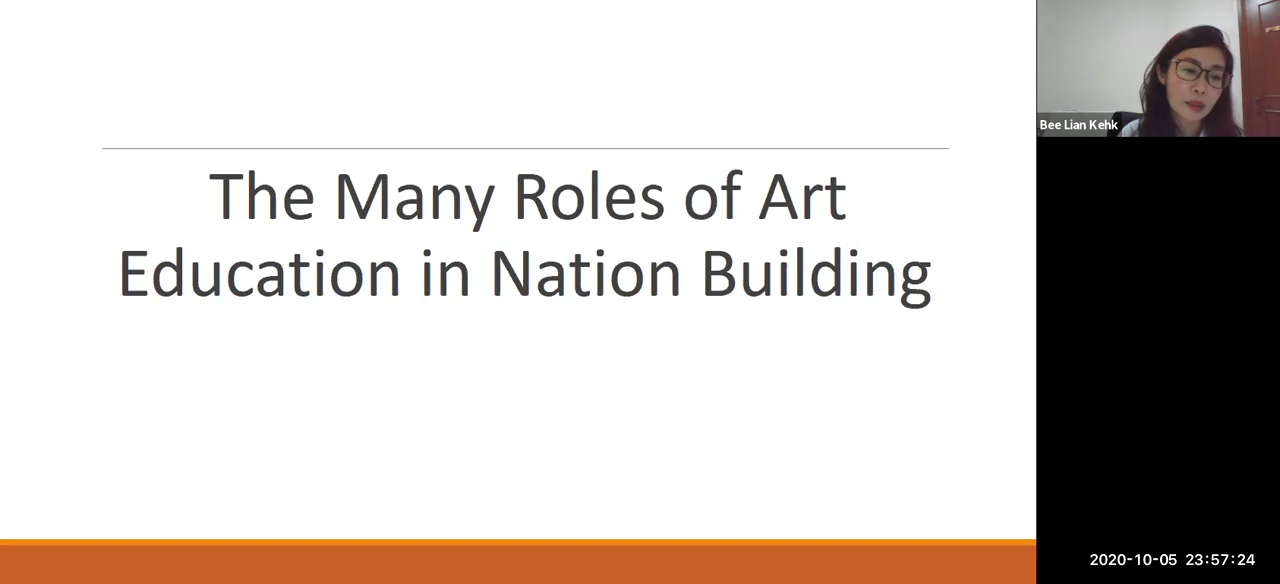 The Many Roles of Art
Education in Nation Building
Bee Lian Kehk
2020-10-05 23:57:24